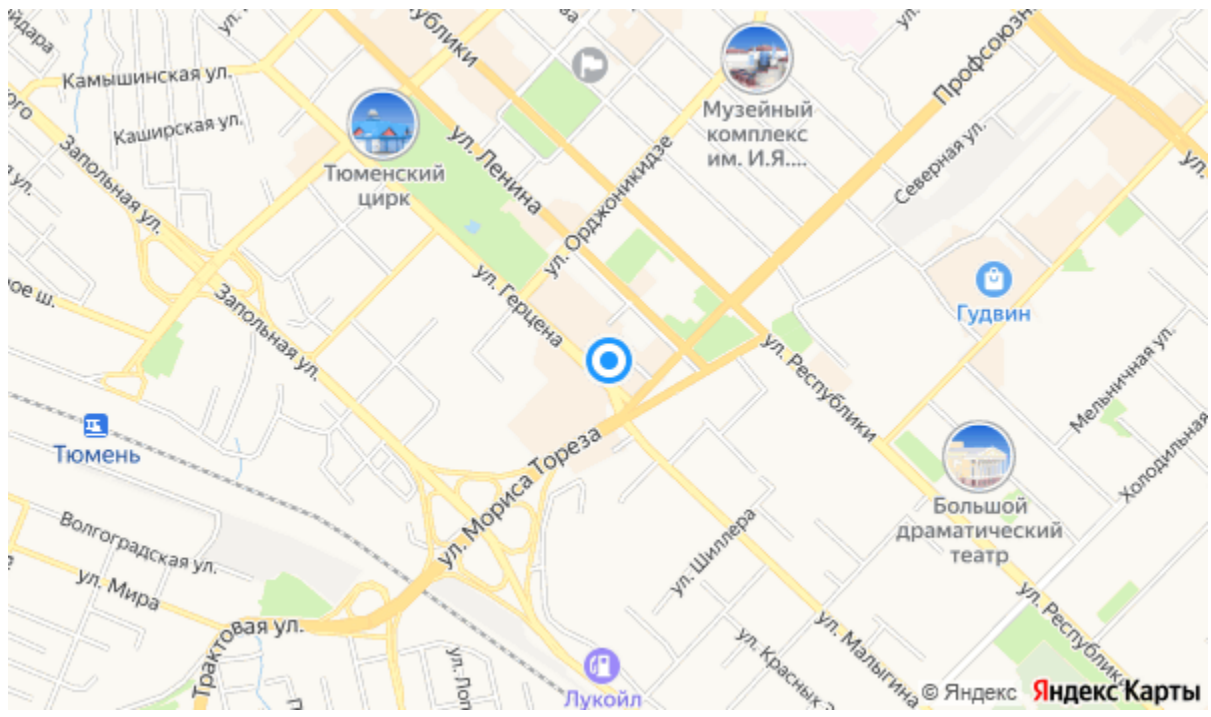 Камышинская ул.
Каширская ул.
Запольная ул.
Тюменский
цирк
ул. Ленина
ул. Орджоникидзе
Музейный
комплекс
им. И.Я....
Северная ул.
ул.
ул. Герцена
Запольная ул.
Гудвин
ул. Республики
Мельничная ул.
Холодильная
Тюмень
ул. Мориса Тореза
Большой
драматический
театр
Волгоградская ул.
ул. Мира
ул. Шиллера
Трактовая ул.
ул. Малыгина
ул. Республики
Лукойл
© Яндекс Яндекс Карты